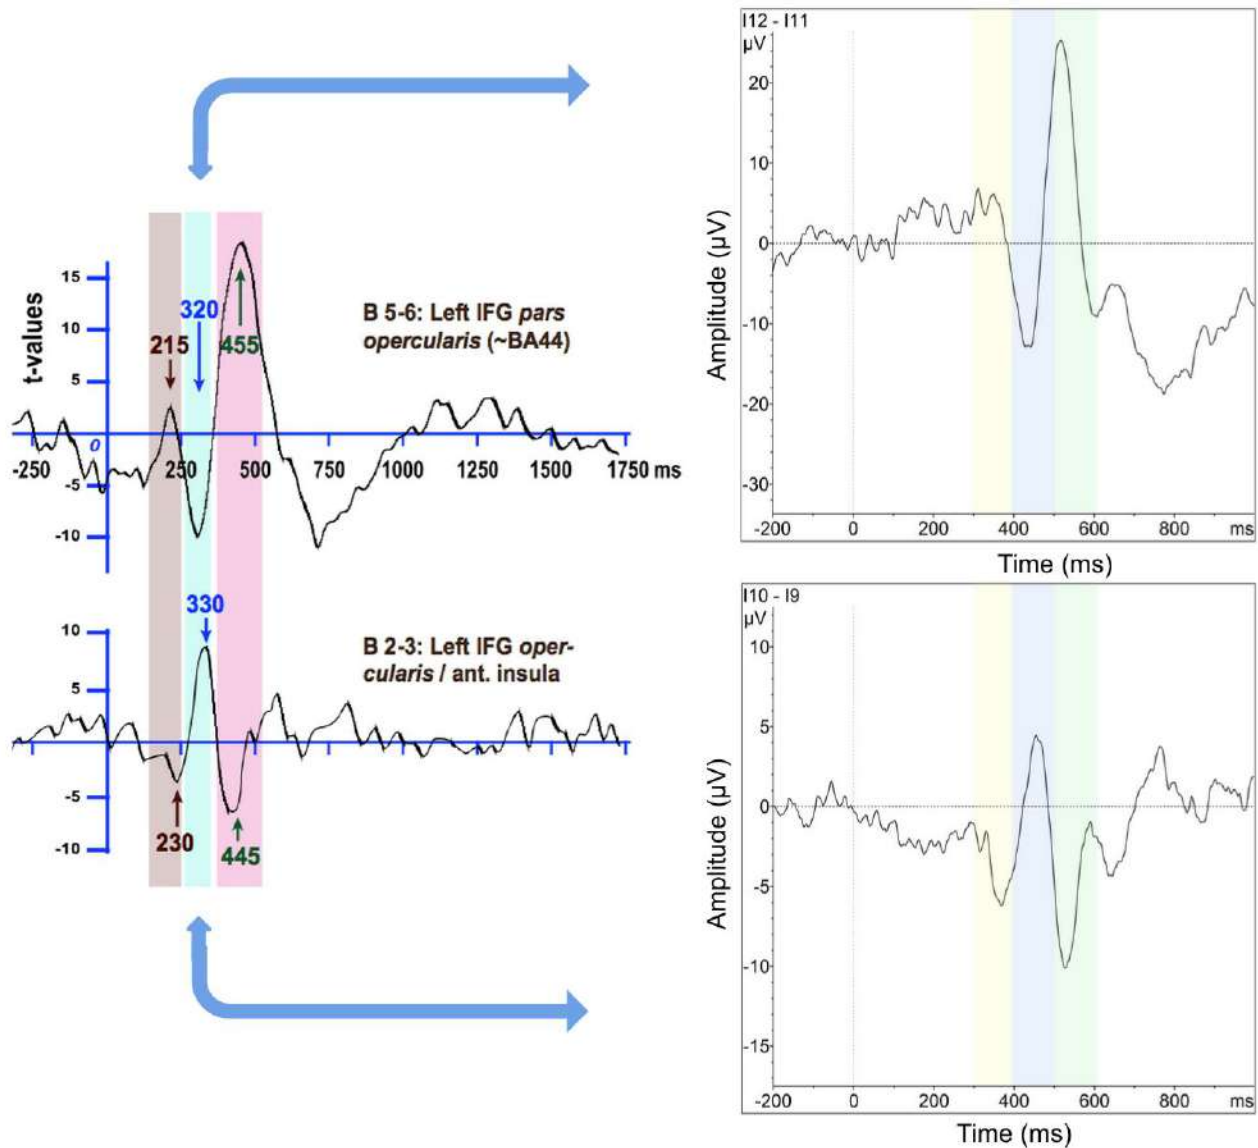 t-values
15
10
5
0
-5
-10
-250
250
500
750
1000
1250
1500
1750 ms
215
320
455
B 5-6: Left IFG pars
opercularis (~BA44)
10
5
-5
-10
330
230
445
B 2-3: Left IFG oper-
cularis / ant. insula
I12 - I11
µV
Amplitude (µV)
20
10
0
-10
-20
-30
-200
0
200
400
600
800
ms
Time (ms)
I10 - I9
µV
Amplitude (µV)
10
5
0
-5
-10
-15
-200
0
200
400
600
800
ms
Time (ms)